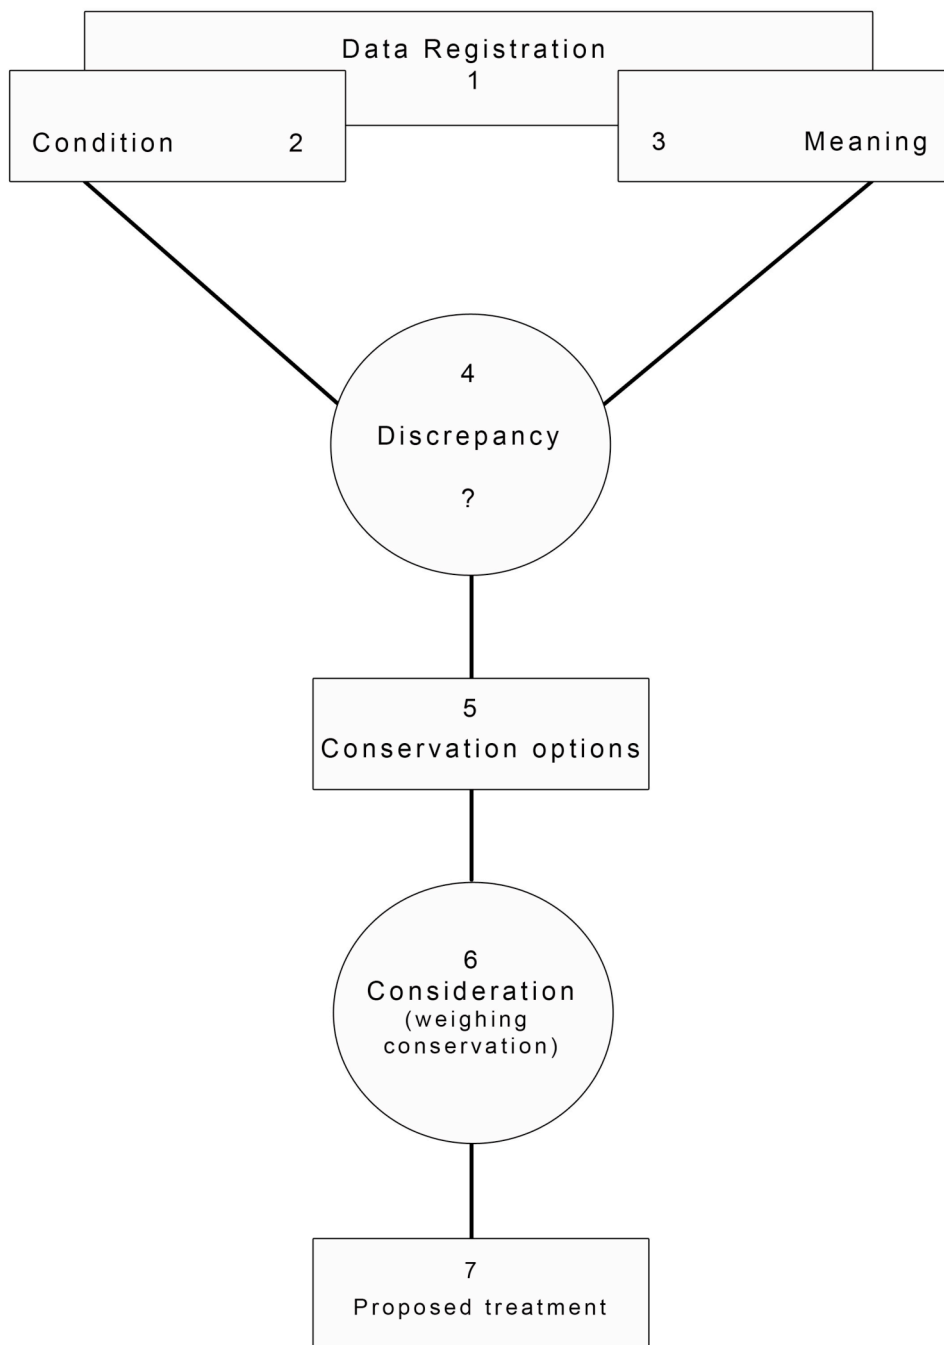 Data Registration
1
Condition 2
3 Meaning
4
Discrepancy
?
5
Conservation options
6
Consideration
(weighing
conservation)
7
Proposed treatment